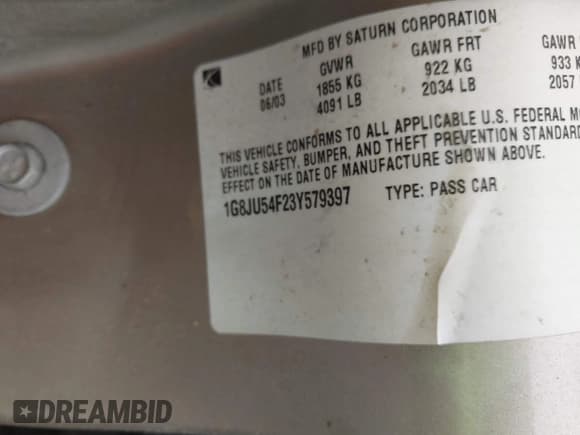 MFD BY SATURN CORPORATION
DATE GVWR GAWR FRT GAWR
06/03 1855 KG 922 KG 933 K
4091 LB 2034 LB 2057
THIS VEHICLE CONFORMS TO ALL APPLICABLE U.S. FEDERAL MO
VEHICLE SAFETY, BUMPER, AND THEFT PREVENTION STANDARD
EFFECT ON THE DATE OF MANUFACTURE SHOWN ABOVE.
1G8JU54F23Y579397 TYPE: PASS CAR
DREAMBID